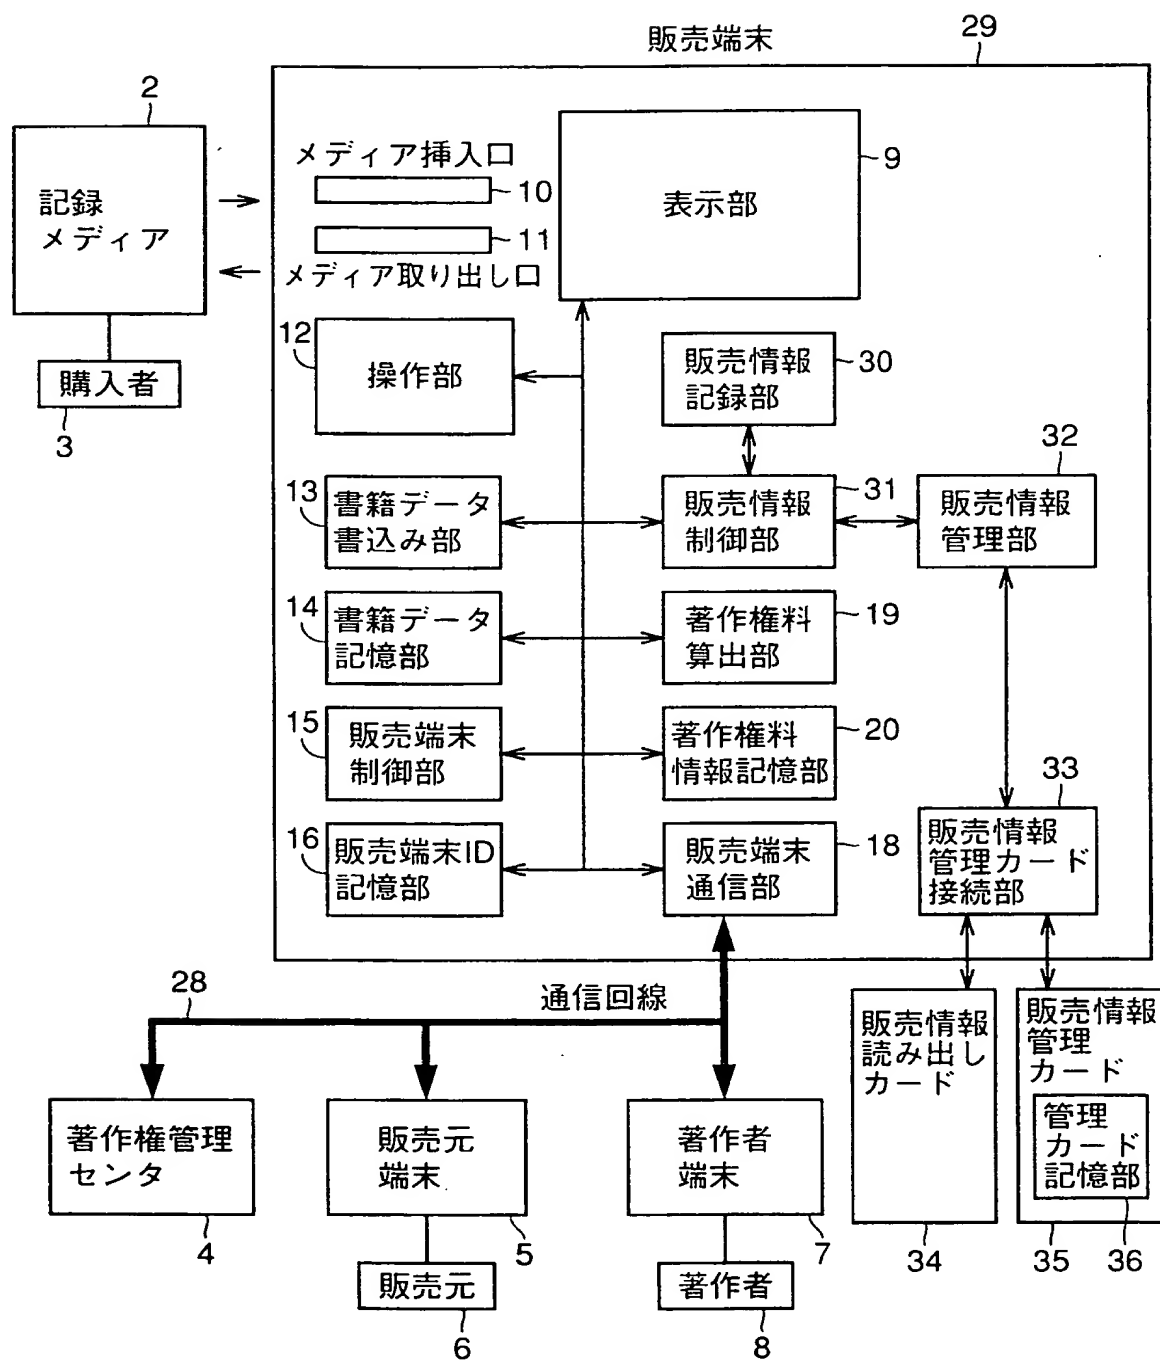 販売端末
29
2
記録
メディア
購入者
3
メディア挿入口
10
11
メディア取り出し口
表示部
9
12
操作部
販売情報
記録部
30
13
書籍データ
書込み部
販売情報
制御部
31
32
販売情報
管理部
14
書籍データ
記憶部
著作権料
算出部
19
15
販売端末
制御部
著作権料
情報記憶部
20
33
販売情報
管理カード
接続部
16
販売端末ID
記憶部
販売端末
通信部
18
28
通信回線
著作権管理
センタ
4
販売元
端末
5
販売元
6
著作者
端末
7
著作者
8
販売情報
読み出し
カード
34
販売情報
管理
カード
管理
カード
記憶部
35
36